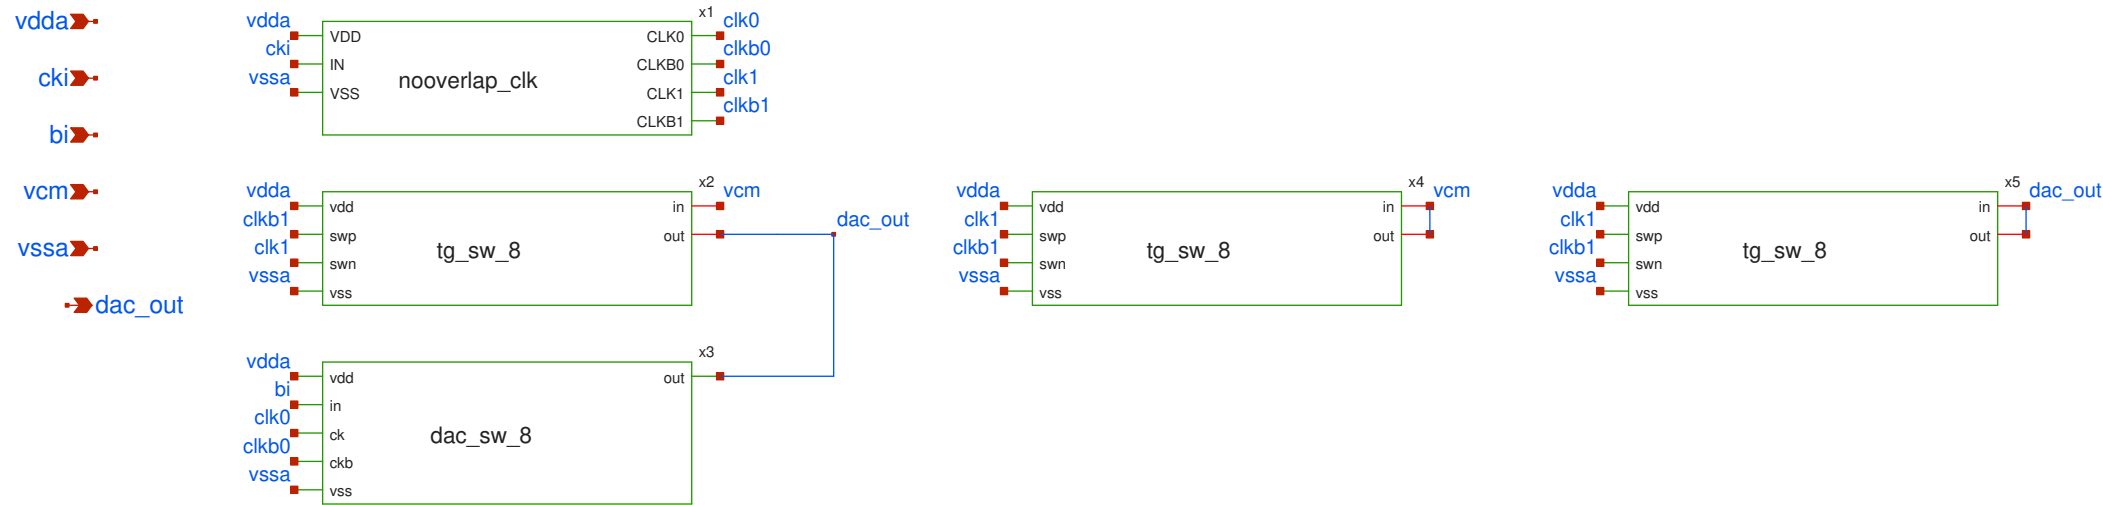 vdda
cki
bi
vcm
vssa
dac_out
x1
vdda
cki
vssa
VDD
IN
VSS
nooverlap_clk
CLK0
CLKB0
CLK1
CLKB1
clk0
clkb0
clk1
clkb1
x2
vdda
clkb1
clk1
vssa
vdd
swp
swn
vss
tg_sw_8
in
out
vcm
dac_out
x4
vdda
clk1
clkb1
vssa
vdd
swp
swn
vss
tg_sw_8
in
out
vcm
x5
vdda
clk1
clkb1
vssa
vdd
swp
swn
vss
tg_sw_8
in
out
dac_out
x3
vdda
bi
clk0
clkb0
vssa
vdd
in
ck
ckb
vss
dac_sw_8
out